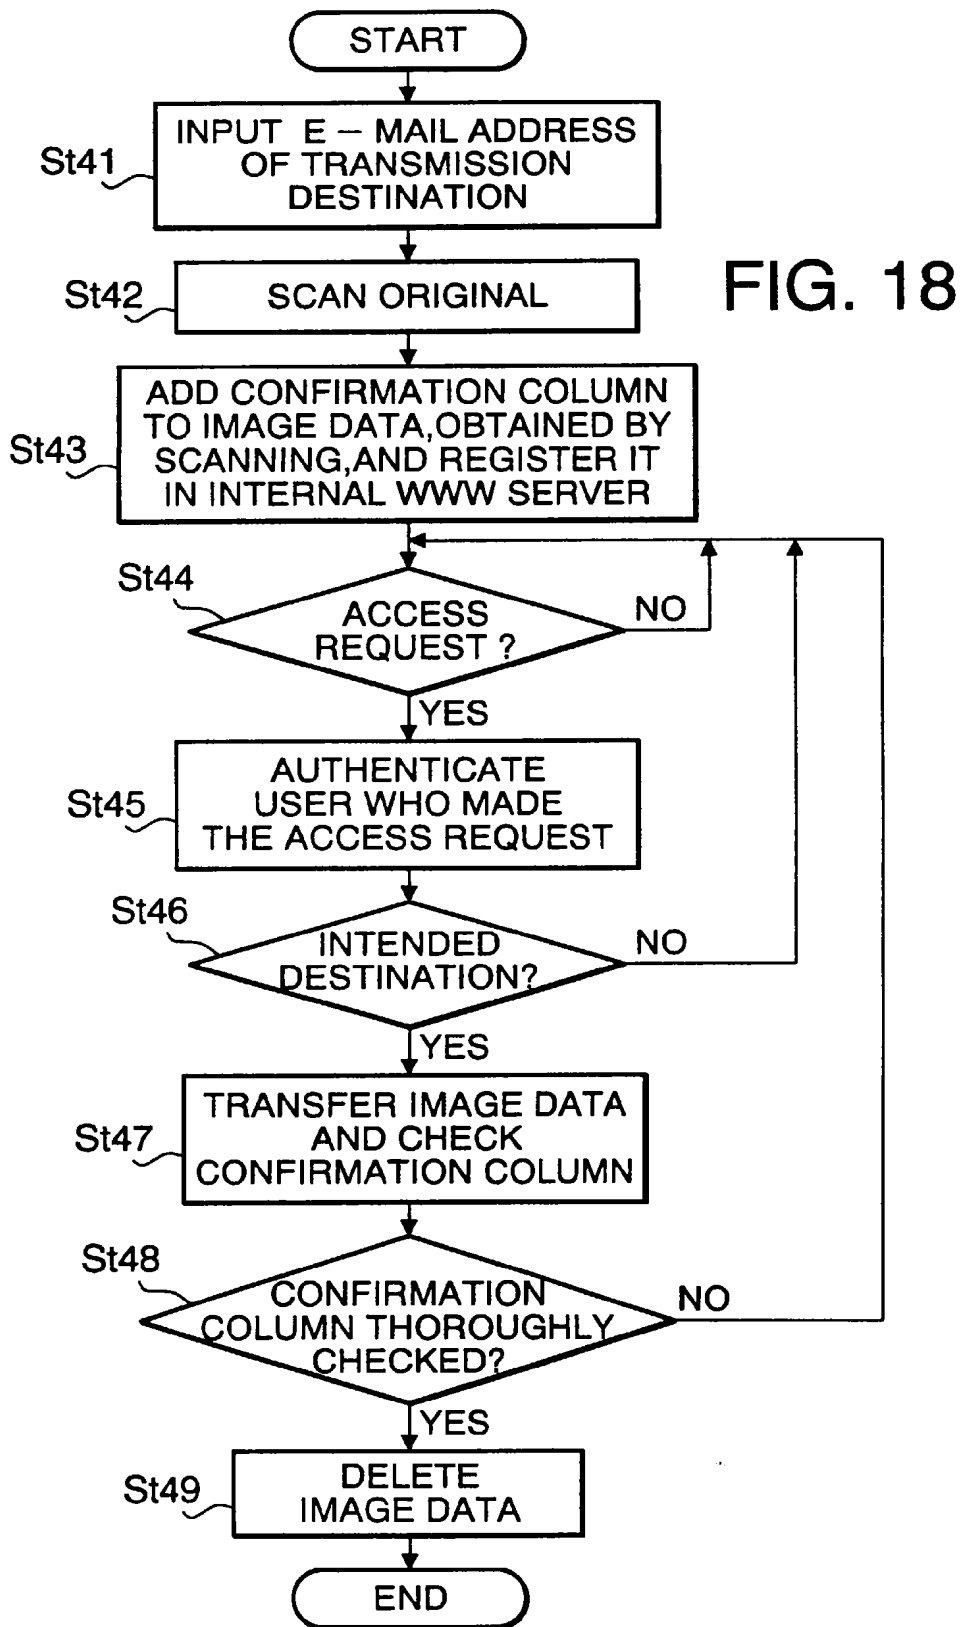 START
St41
INPUT E – MAIL ADDRESS
OF TRANSMISSION
DESTINATION
St42
SCAN ORIGINAL
FIG. 18
St43
ADD CONFIRMATION COLUMN
TO IMAGE DATA,OBTAINED BY
SCANNING,AND REGISTER IT
IN INTERNAL WWW SERVER
St44
ACCESS
REQUEST ?
NO
YES
St45
AUTHENTICATE
USER WHO MADE
THE ACCESS REQUEST
St46
INTENDED
DESTINATION?
NO
YES
St47
TRANSFER IMAGE DATA
AND CHECK
CONFIRMATION COLUMN
St48
CONFIRMATION
COLUMN THOROUGHLY
CHECKED?
NO
YES
St49
DELETE
IMAGE DATA
END